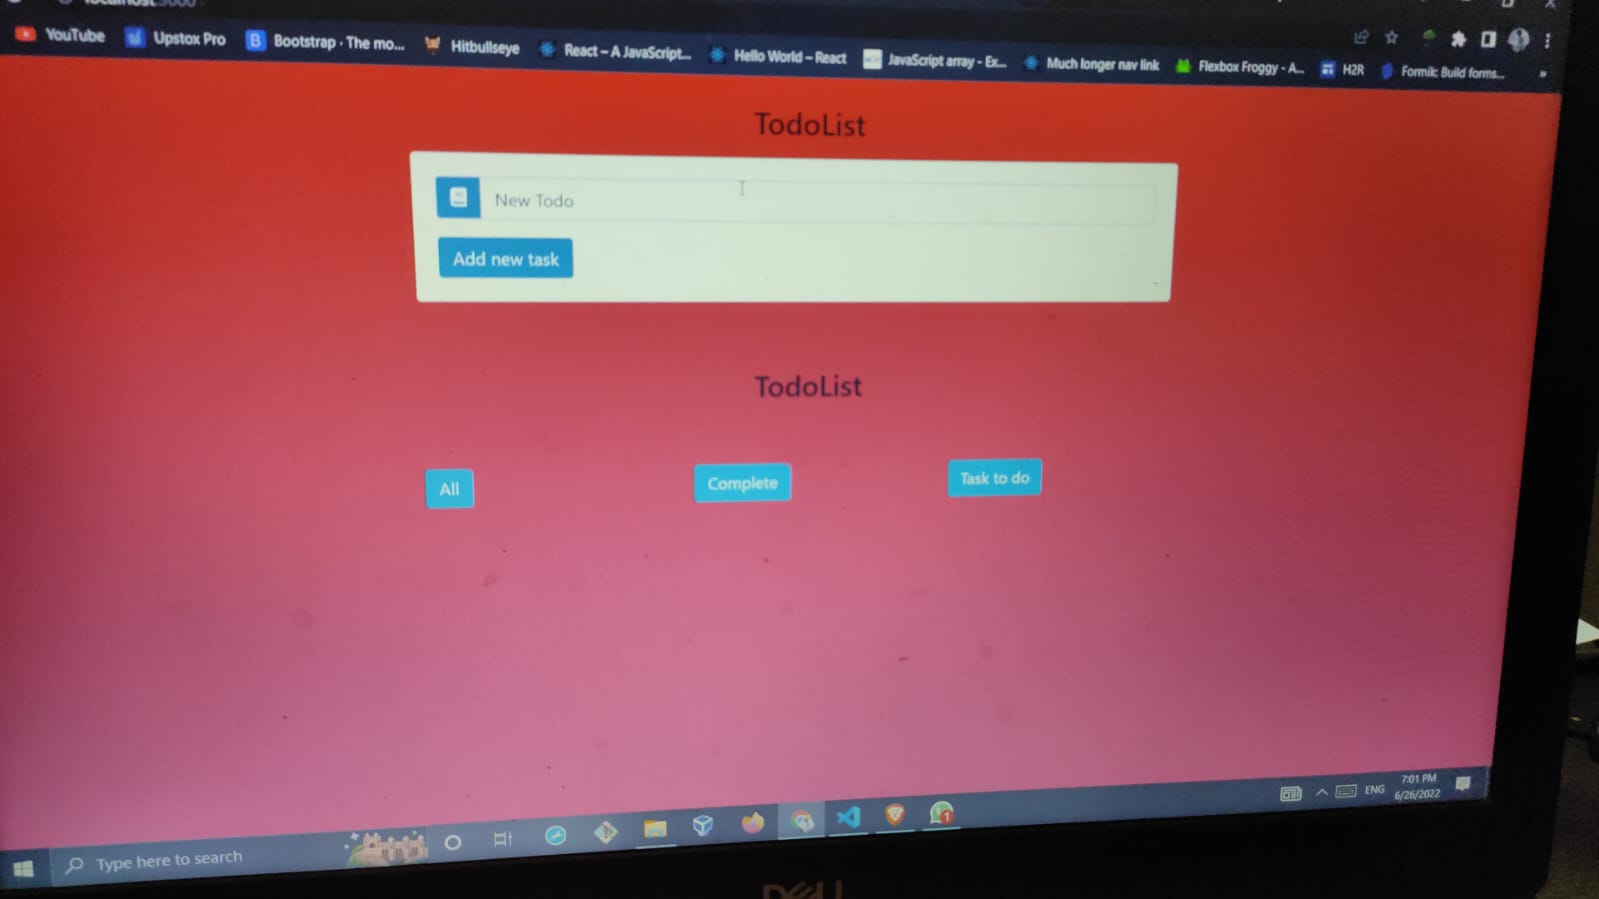 localhost:3000
YouTube Upstox Pro Bootstrap · The mo... Hitbullseye React – A JavaScript... Hello World – React JavaScript array - Ex... Much longer nav link Flexbox Froggy - A... H2R Formik: Build forms... »
TodoList
New Todo
Add new task
TodoList
All Complete Task to do
Type here to search
1
ENG
7:01 PM
6/26/2022
DELL